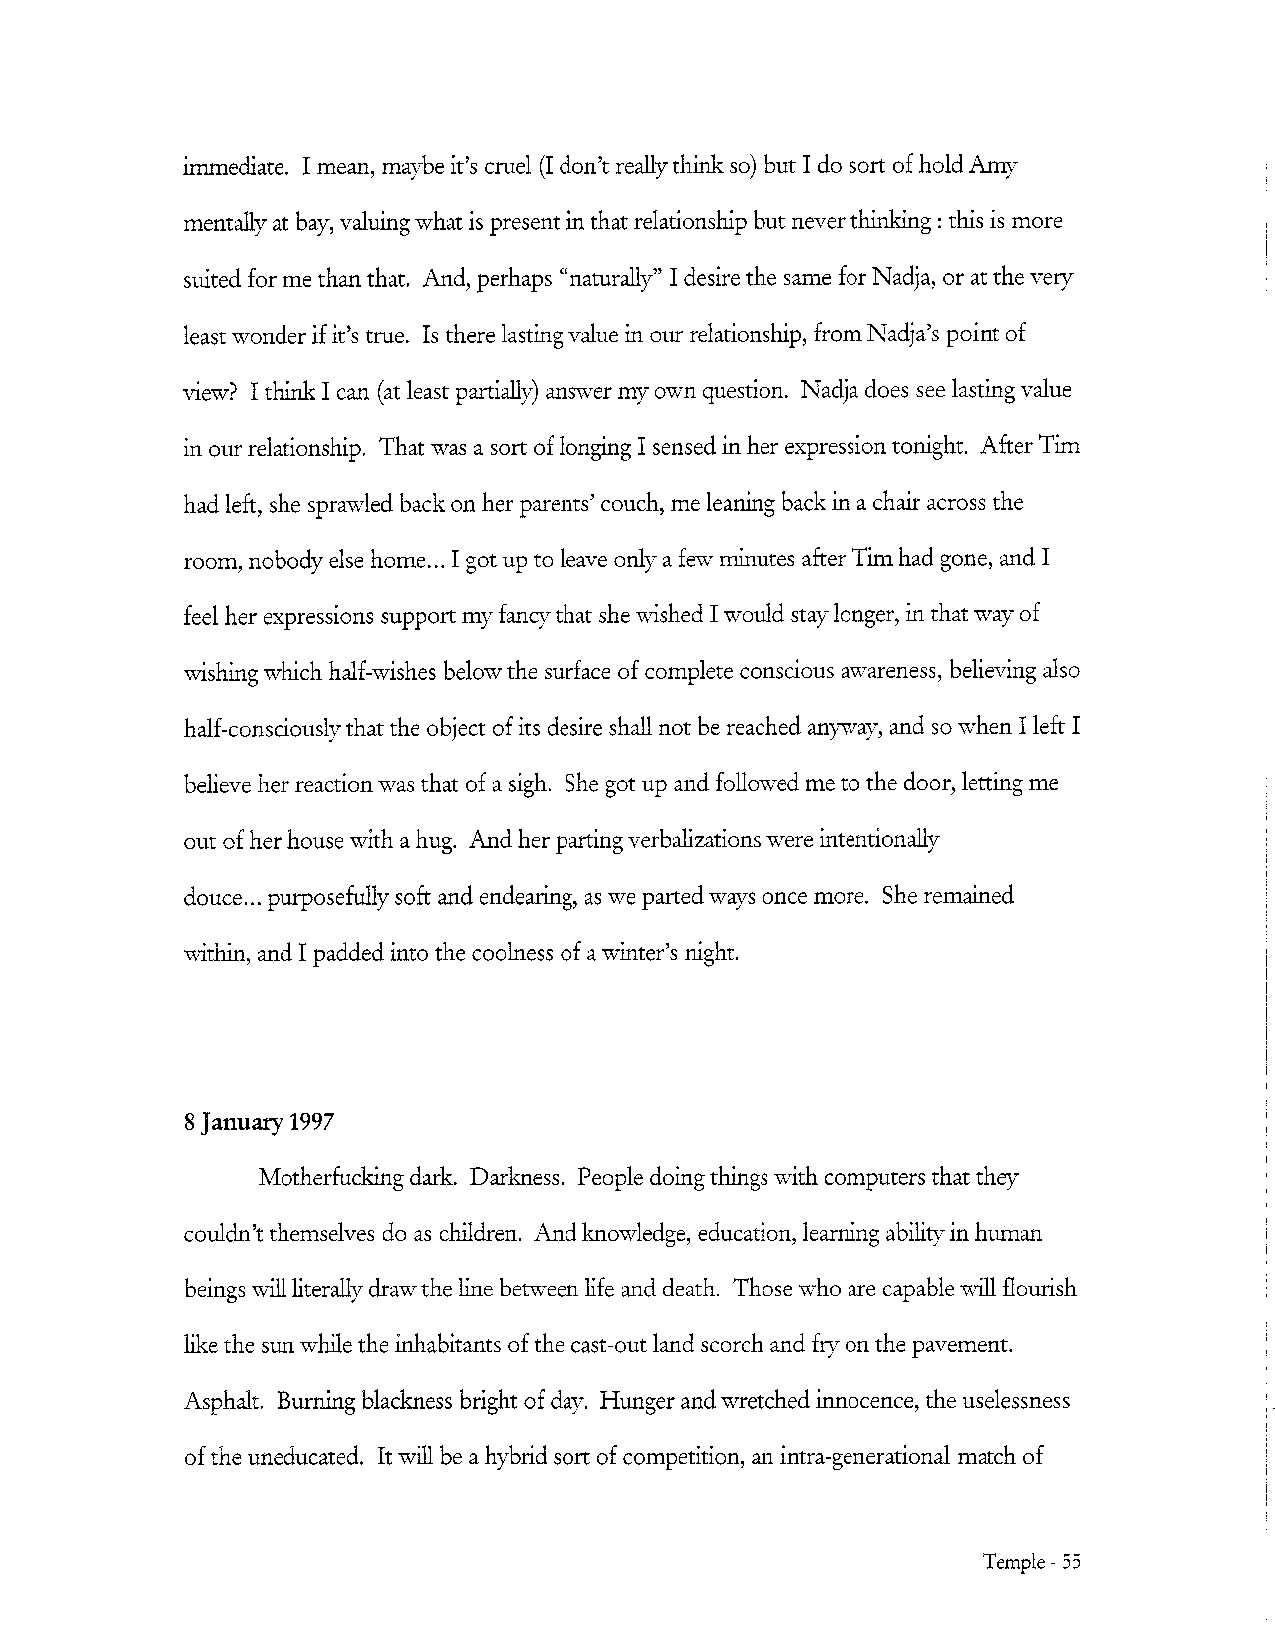 immediate. I mean, maybe it's cruel (I don't really think so) but I do sort of hold Amy
mentally at bay, valuing what is present in that relationship but never thinking : this is more
suited for me than that. And, perhaps “naturally” I desire the same for Nadja, or at the very
least wonder if it's true. Is there lasting value in our relationship, from Nadja's point of
view? I think I can (at least partially) answer my own question. Nadja does see lasting value
in our relationship. That was a sort of longing I sensed in her expression tonight. After Tim
had left, she sprawled back on her parents' couch, me leaning back in a chair across the
room, nobody else home... I got up to leave only a few minutes after Tim had gone, and I
feel her expressions support my fancy that she wished I would stay longer, in that way of
wishing which half-wishes below the surface of complete conscious awareness, believing also
half-consciously that the object of its desire shall not be reached anyway, and so when I left I
believe her reaction was that of a sigh. She got up and followed me to the door, letting me
out of her house with a hug. And her parting verbalizations were intentionally
douce... purposefully soft and endearing, as we parted ways once more. She remained
within, and I padded into the coolness of a winter's night.
8 January 1997
Motherfucking dark. Darkness. People doing things with computers that they
couldn't themselves do as children. And knowledge, education, learning ability in human
beings will literally draw the line between life and death. Those who are capable will flourish
like the sun while the inhabitants of the cast-out land scorch and fry on the pavement.
Asphalt. Burning blackness bright of day. Hunger and wretched innocence, the uselessness
of the uneducated. It will be a hybrid sort of competition, an intra-generational match of
Temple - 55